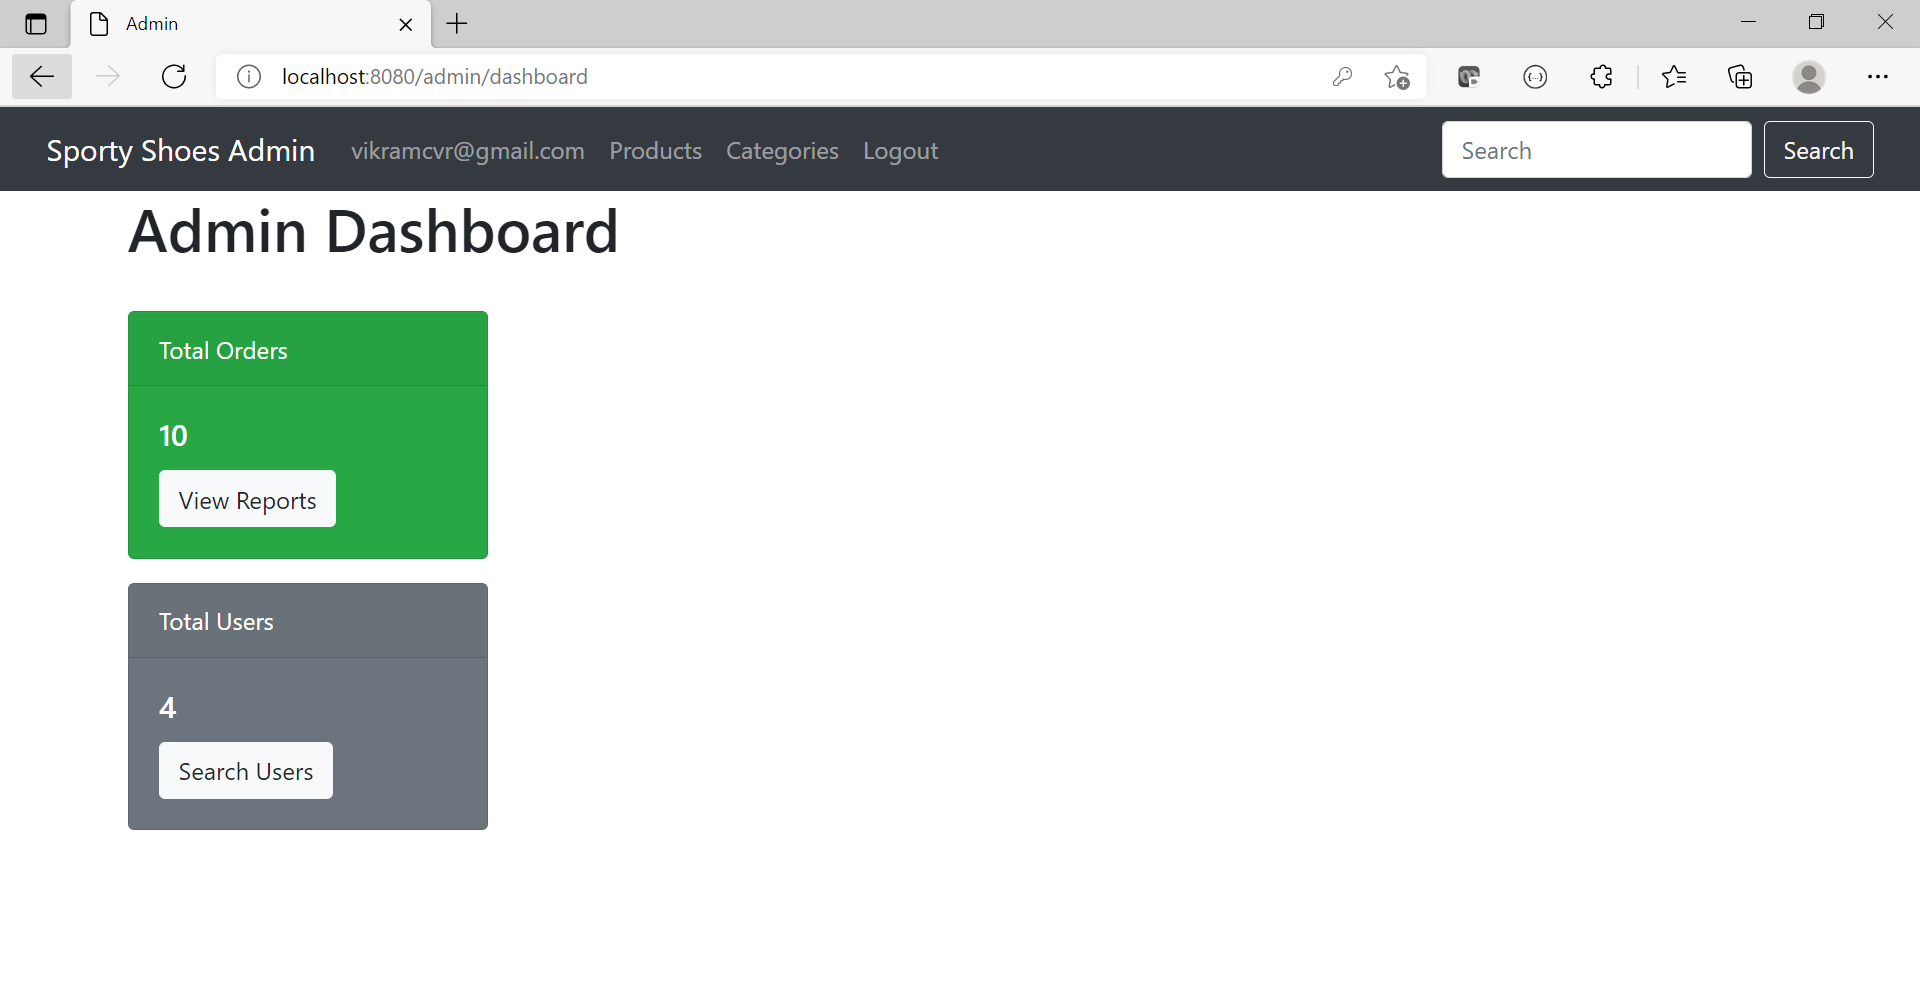 Admin
localhost:8080/admin/dashboard
Sporty Shoes Admin vikramcvr@gmail.com Products Categories Logout Search Search
Admin Dashboard
Total Orders
10
View Reports
Total Users
4
Search Users